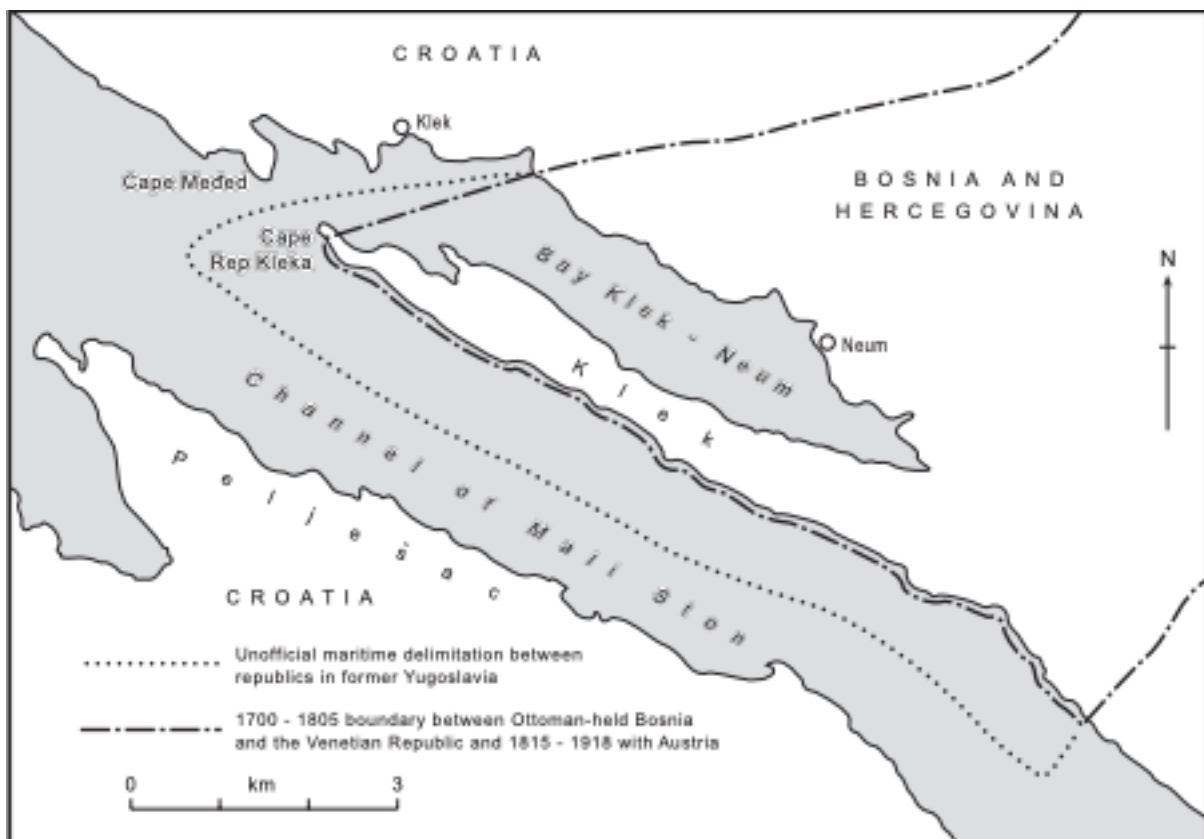 CROATIA
Klek
Cape Međed
BOSNIA AND
HERCEGOVINA
Cape
Rep Kleka
N
Bay Klek - Neum
Neum
Klek
Channel of Mali Ston
Pelješac
CROATIA
Unofficial maritime delimitation between
republics in former Yugoslavia
1700 - 1805 boundary between Ottoman-held Bosnia
and the Venetian Republic and 1815 - 1918 with Austria
0 km 3